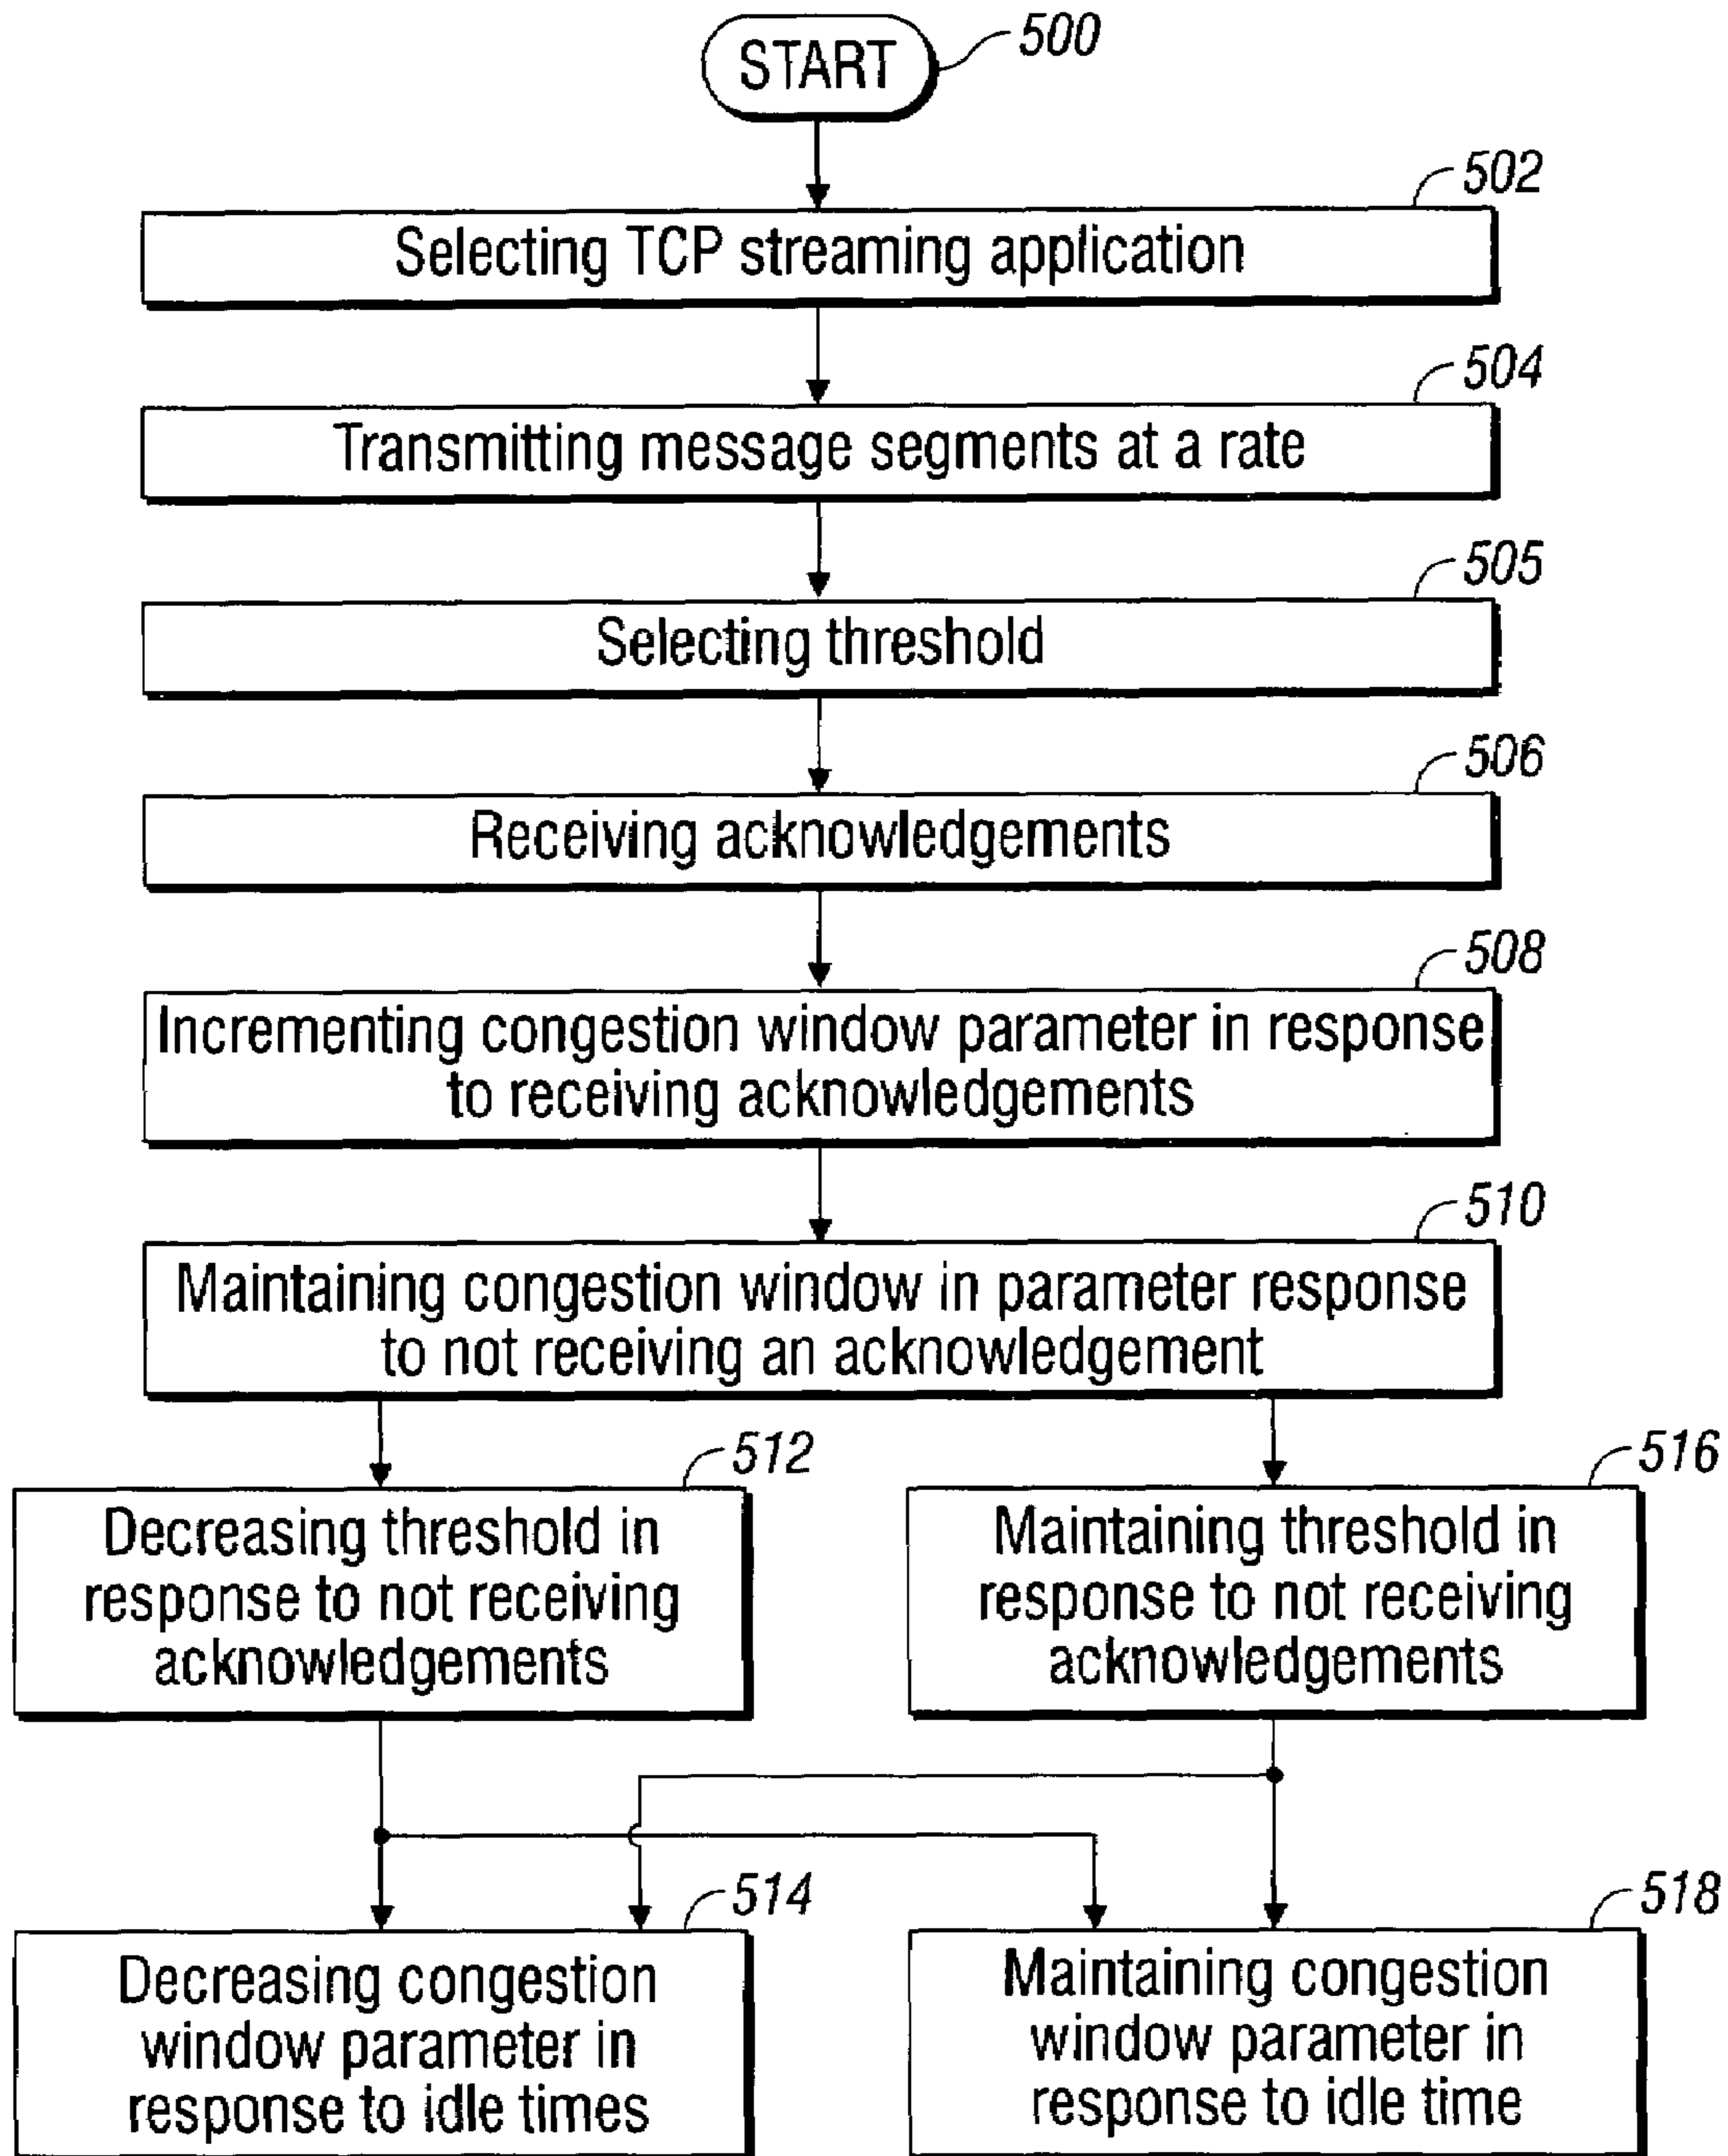 START
500
502
Selecting TCP streaming application
504
Transmitting message segments at a rate
505
Selecting threshold
506
Receiving acknowledgements
508
Incrementing congestion window parameter in response
to receiving acknowledgements
510
Maintaining congestion window in parameter response
to not receiving an acknowledgement
512
Decreasing threshold in
response to not receiving
acknowledgements
516
Maintaining threshold in
response to not receiving
acknowledgements
514
Decreasing congestion
window parameter in
response to idle times
518
Maintaining congestion
window parameter in
response to idle time